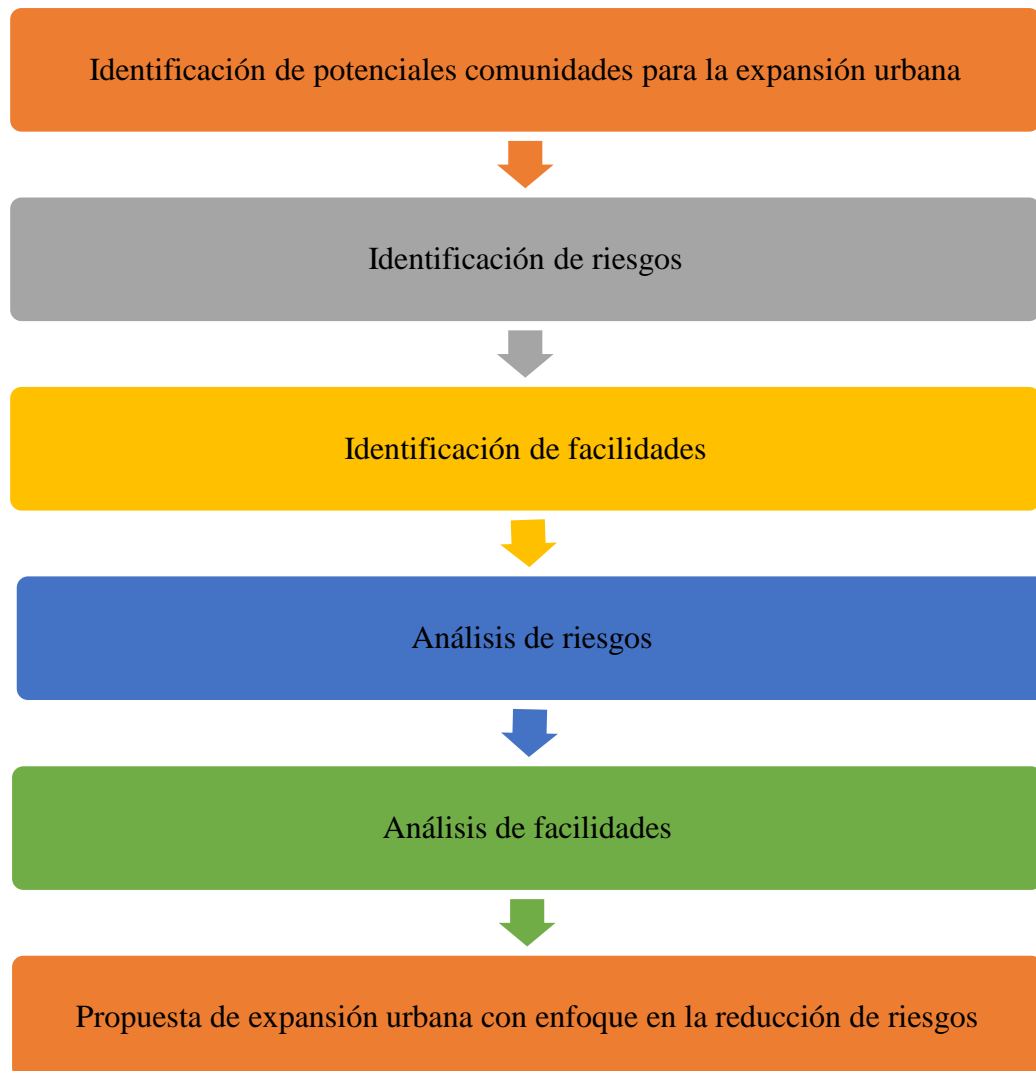 Identificación de potenciales comunidades para la expansión urbana
Identificación de riesgos
Identificación de facilidades
Análisis de riesgos
Análisis de facilidades
Propuesta de expansión urbana con enfoque en la reducción de riesgos